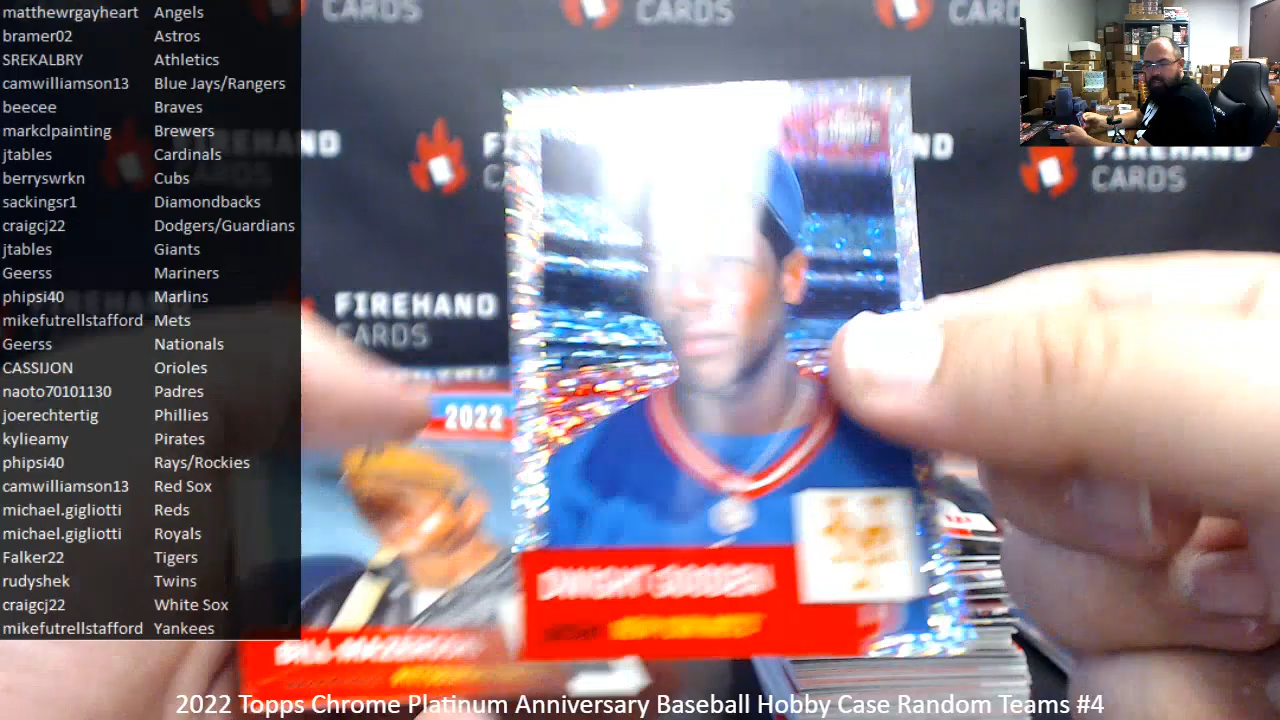 matthewrgayheart Angels
bramer02 Astros
SREKALBRY Athletics
camwilliamson13 Blue Jays/Rangers
beecee Braves
markclpainting Brewers
jtables Cardinals
berryswrkn Cubs
sackingsr1 Diamondbacks
craigcj22 Dodgers/Guardians
jtables Giants
Geerss Mariners
phipsi40 Marlins
mikefutrellstafford Mets
Geerss Nationals
CASSIJON Orioles
naoto70101130 Padres
joerechtertig Phillies
kylieamy Pirates
phipsi40 Rays/Rockies
camwilliamson13 Red Sox
michael.gigliotti Reds
michael.gigliotti Royals
Falker22 Tigers
rudyshek Twins
craigcj22 White Sox
mikefutrellstafford Yankees
CARDS
CARDS
CARDS
FIREHAND
CARDS
FIREHAND
CARDS
2022
DWIGHT GOODEN
2022 Topps Chrome Platinum Anniversary Baseball Hobby Case Random Teams #4